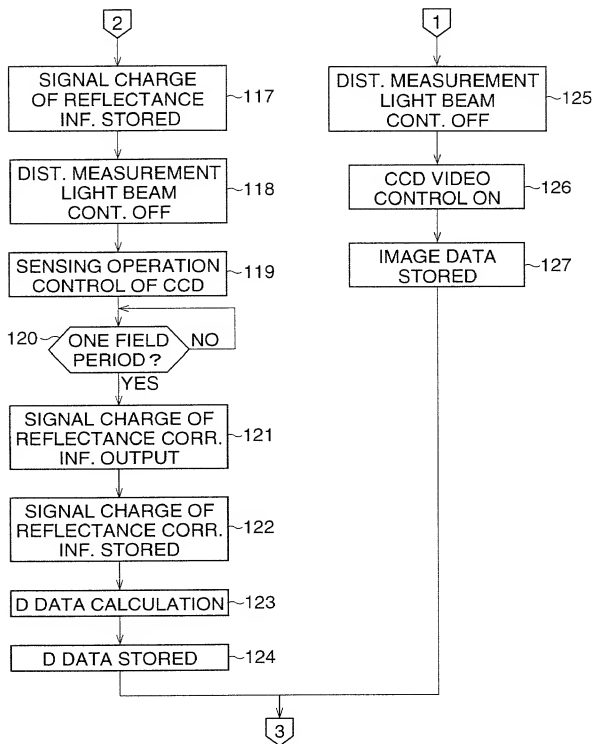 2
SIGNAL CHARGE
OF REFLECTANCE
INF. STORED
117
DIST. MEASUREMENT
LIGHT BEAM
CONT. OFF
118
SENSING OPERATION
CONTROL OF CCD
119
120
ONE FIELD
PERIOD?
NO
YES
SIGNAL CHARGE OF
REFLECTANCE CORR.
INF. OUTPUT
121
SIGNAL CHARGE OF
REFLECTANCE CORR.
INF. STORED
122
D DATA CALCULATION
123
D DATA STORED
124
1
DIST. MEASUREMENT
LIGHT BEAM
CONT. OFF
125
CCD VIDEO
CONTROL ON
126
IMAGE DATA
STORED
127
3